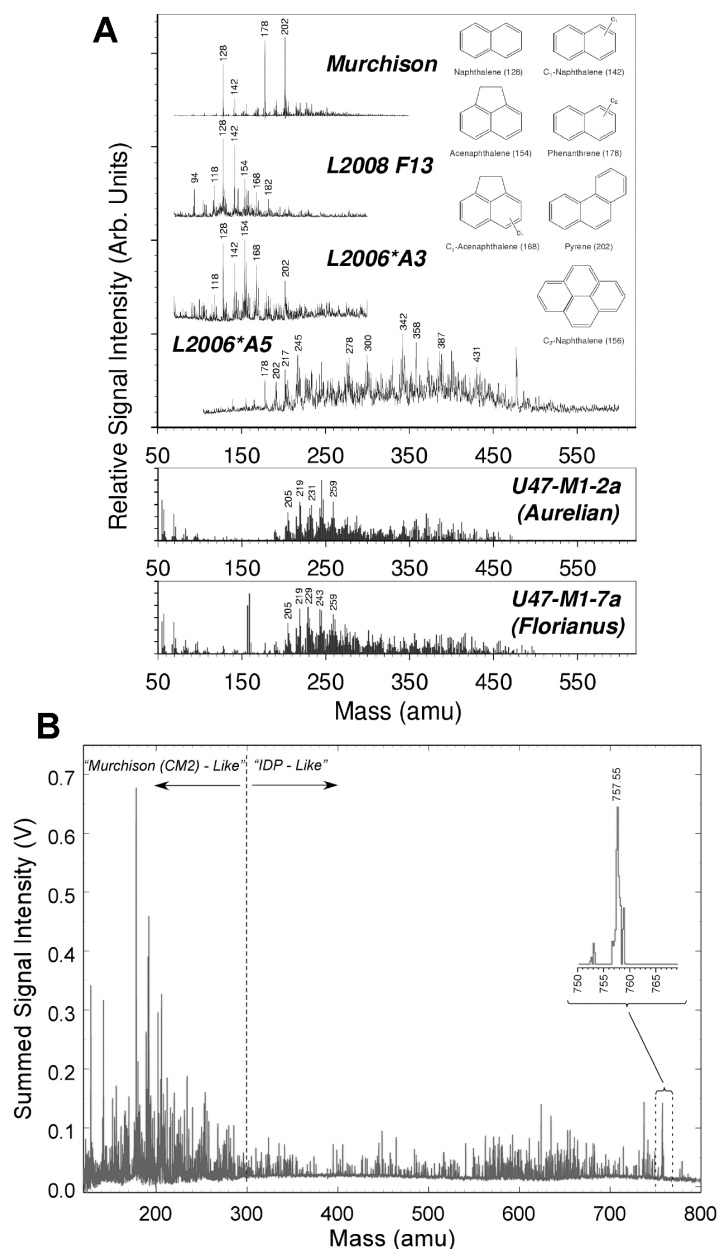 A
Relative Signal Intensity (Arb. Units)
Murchison
128
142
178
202
L2008 F13
94
118
128
142
154
168
182
L2006*A3
118
128
142
154
168
202
L2006*A5
178
202
217
245
278
300
342
358
387
431
Naphthalene (128)
C₁
C₁-Naphthalene (142)
Acenaphthalene (154)
C₂
Phenanthrene (178)
C₁
C₁-Acenaphthalene (168)
Pyrene (202)
C₂-Naphthalene (156)
50 150 250 350 450 550
U47-M1-2a
(Aurelian)
205
219
231
259
50 150 250 350 450 550
U47-M1-7a
(Florianus)
205
219
229
243
259
50 150 250 350 450 550
Mass (amu)
B
Summed Signal Intensity (V)
0.7
0.6
0.5
0.4
0.3
0.2
0.1
0.0
“Murchison (CM2) - Like” “IDP - Like”
757.55
750 755 760 765
200 300 400 500 600 700 800
Mass (amu)